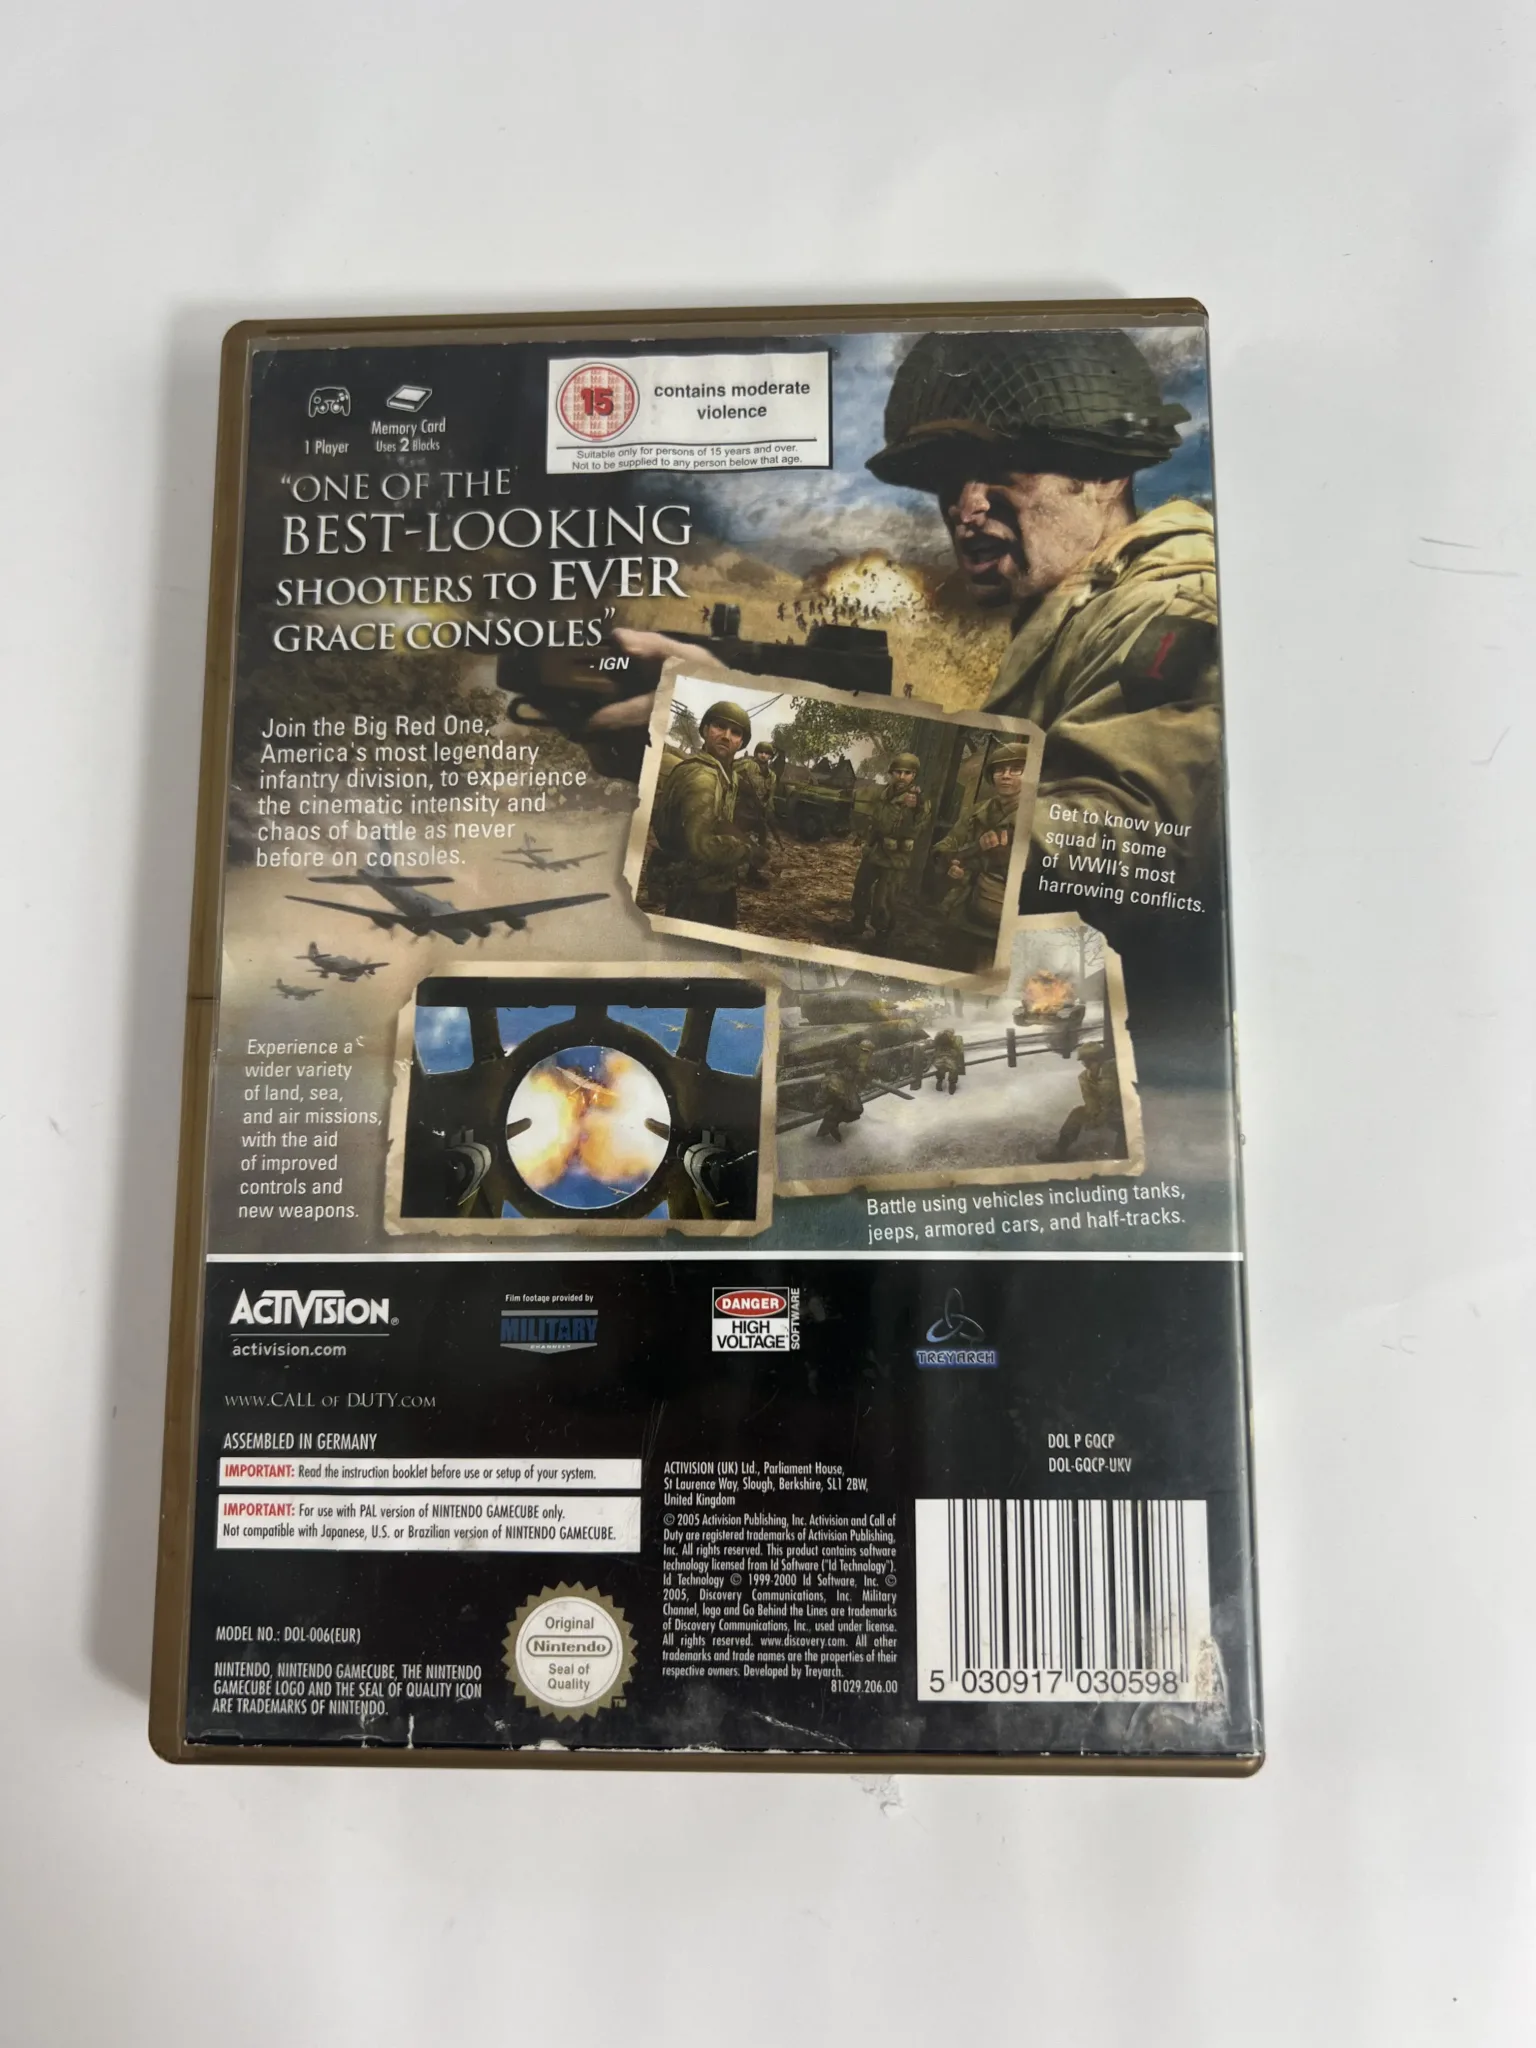 1 Player
Memory Card
Uses 2 Blocks
15
contains moderate
violence
Suitable only for persons of 15 years and over.
Not to be supplied to any person below that age.
"ONE OF THE
BEST-LOOKING
SHOOTERS TO EVER
GRACE CONSOLES"
- IGN
1
Join the Big Red One,
America's most legendary
infantry division, to experience
the cinematic intensity and
chaos of battle as never
before on consoles.
Get to know your
squad in some
of WWII's most
harrowing conflicts.
Experience a
wider variety
of land, sea,
and air missions,
with the aid
of improved
controls and
new weapons.
Battle using vehicles including tanks,
jeeps, armored cars, and half-tracks.
ACTIVISION®
activision.com
Film footage provided by
MILITARY
CHANNEL
DANGER
HIGH
VOLTAGE
SOFTWARE
TREYARCH
WWW.CALL OF DUTY.COM
ASSEMBLED IN GERMANY
IMPORTANT: Read the instruction booklet before use or setup of your system.
IMPORTANT: For use with PAL version of NINTENDO GAMECUBE only.
Not compatible with Japanese, U.S. or Brazilian version of NINTENDO GAMECUBE.
MODEL NO.: DOL-006(EUR)
NINTENDO, NINTENDO GAMECUBE, THE NINTENDO
GAMECUBE LOGO AND THE SEAL OF QUALITY ICON
ARE TRADEMARKS OF NINTENDO.
Original
Nintendo
Seal of
Quality
TM
ACTIVISION (UK) Ltd., Parliament House,
St Laurence Way, Slough, Berkshire, SL1 2BW,
United Kingdom
© 2005 Activision Publishing, Inc. Activision and Call of
Duty are registered trademarks of Activision Publishing,
Inc. All rights reserved. This product contains software
technology licensed from Id Software ("Id Technology").
Id Technology © 1999-2000 Id Software, Inc. ©
2005, Discovery Communications, Inc. Military
Channel, logo and Go Behind the Lines are trademarks
of Discovery Communications, Inc., used under license.
All rights reserved. www.discovery.com. All other
trademarks and trade names are the properties of their
respective owners. Developed by Treyarch.
81029.206.00
DOL P GQCP
DOL-GQCP-UKV
5 030917 030598